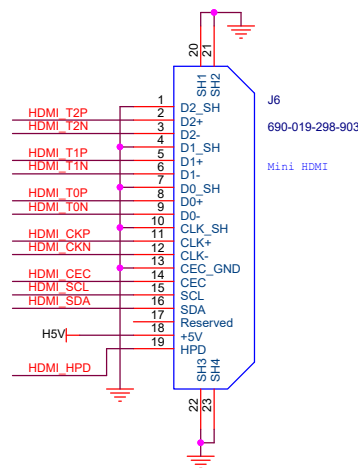 20
21
SH1
SH2
J6
690-019-298-903
Mini HDMI
1 D2_SH
HDMI_T2P 2 D2+
HDMI_T2N 3 D2-
4 D1_SH
HDMI_T1P 5 D1+
HDMI_T1N 6 D1-
7 D0_SH
HDMI_T0P 8 D0+
HDMI_T0N 9 D0-
10 CLK_SH
HDMI_CKP 11 CLK+
HDMI_CKN 12 CLK-
13 CEC_GND
HDMI_CEC 14 CEC
HDMI_SCL 15 SCL
HDMI_SDA 16 SDA
17 Reserved
H5V 18 +5V
19 HPD
HDMI_HPD
SH3
SH4
22
23